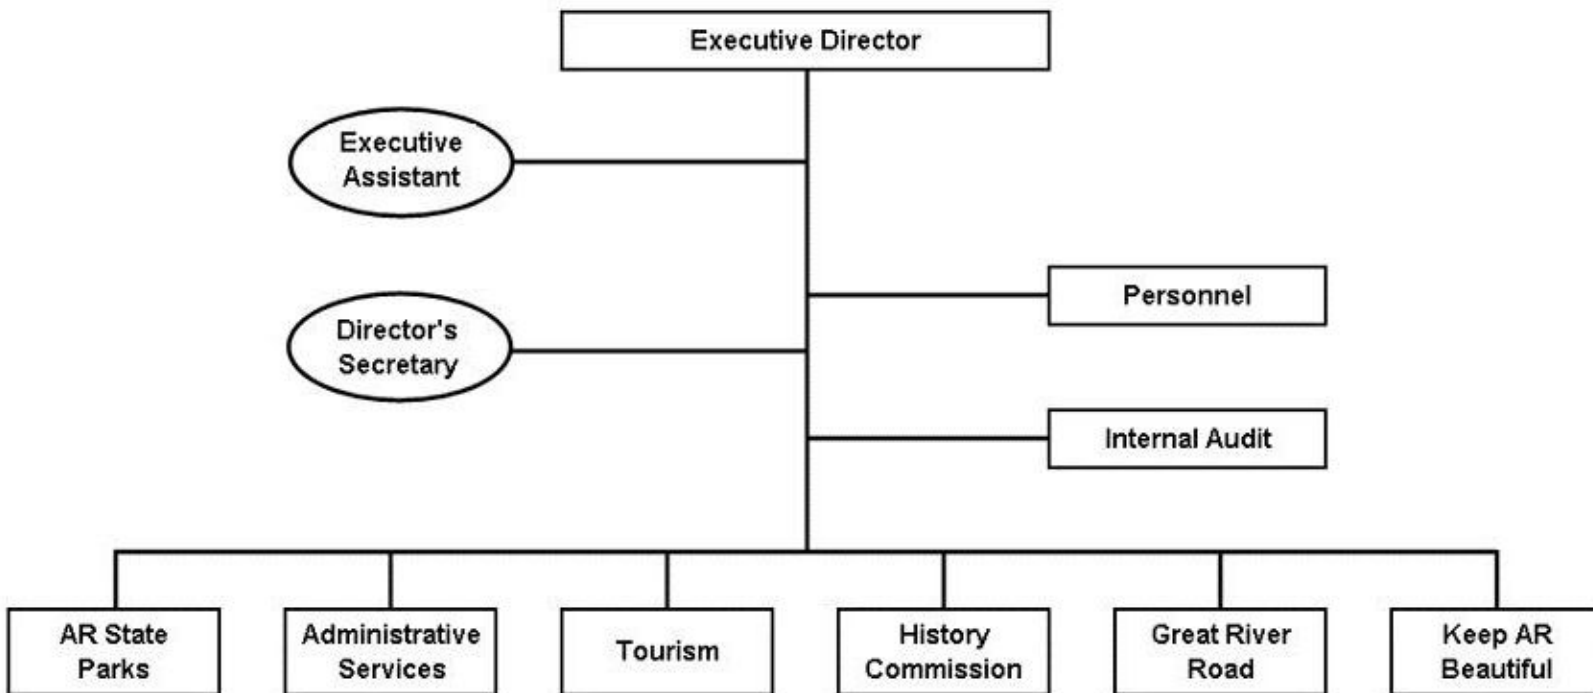 Executive Director
Executive
Assistant
Personnel
Director's
Secretary
Internal Audit
AR State
Parks
Administrative
Services
Tourism
History
Commission
Great River
Road
Keep AR
Beautiful